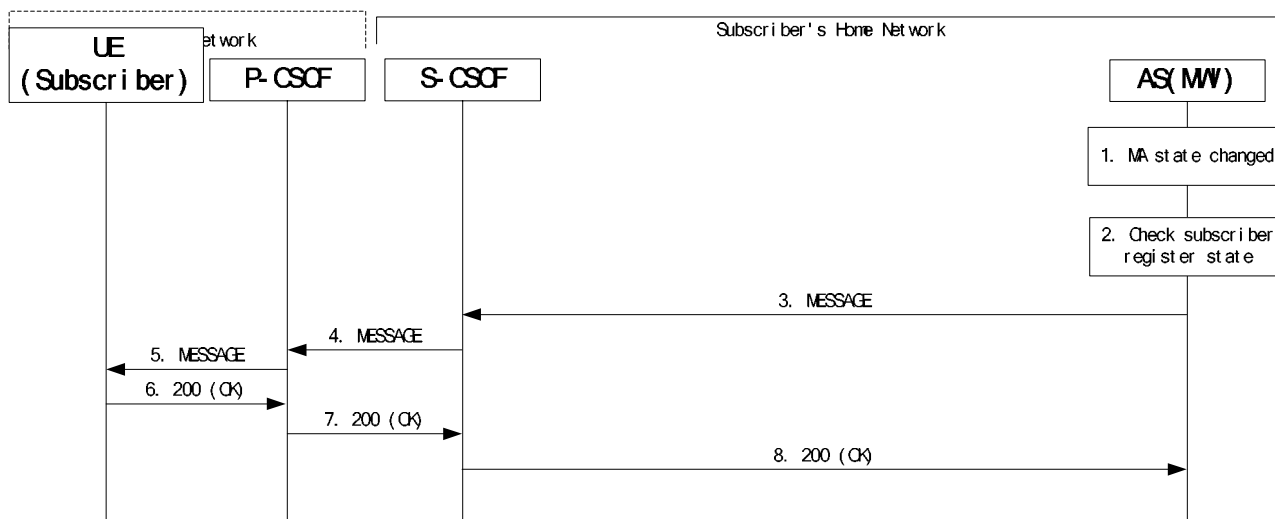 Subscriber's Home Network
etwork
UE
(Subscriber)
P-CSCF
S-CSCF
AS(MWI)
1. MA state changed
2. Check subscriber
register state
3. MESSAGE
4. MESSAGE
5. MESSAGE
6. 200 (OK)
7. 200 (OK)
8. 200 (OK)